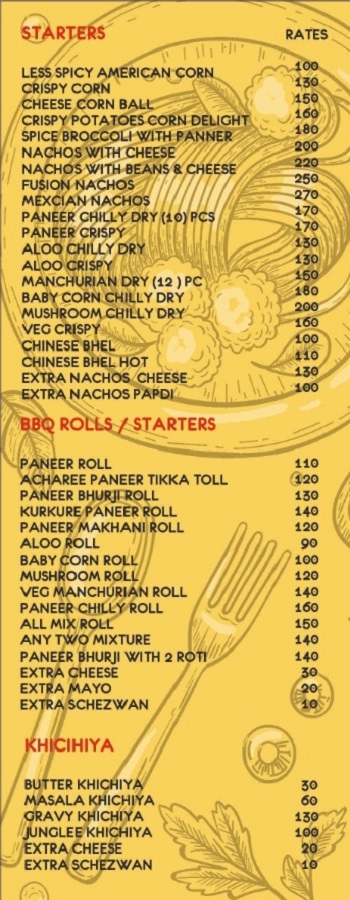 STARTERS RATES
LESS SPICY AMERICAN CORN 100
CRISPY CORN 130
CHEESE CORN BALL 150
CRISPY POTATOES CORN DELIGHT 160
SPICE BROCCOLI WITH PANNER 180
NACHOS WITH CHEESE 200
NACHOS WITH BEANS & CHEESE 220
FUSION NACHOS 250
MEXCIAN NACHOS 270
PANEER CHILLY DRY (10) PCS 170
PANEER CRISPY 170
ALOO CHILLY DRY 130
ALOO CRISPY 130
MANCHURIAN DRY (12 ) PC 150
BABY CORN CHILLY DRY 180
MUSHROOM CHILLY DRY 200
VEG CRISPY 160
CHINESE BHEL 100
CHINESE BHEL HOT 110
EXTRA NACHOS CHEESE 130
EXTRA NACHOS PAPDI 100
BBQ ROLLS / STARTERS
PANEER ROLL 110
ACHAREE PANEER TIKKA TOLL 120
PANEER BHURJI ROLL 130
KURKURE PANEER ROLL 140
PANEER MAKHANI ROLL 120
ALOO ROLL 90
BABY CORN ROLL 100
MUSHROOM ROLL 120
VEG MANCHURIAN ROLL 140
PANEER CHILLY ROLL 160
ALL MIX ROLL 150
ANY TWO MIXTURE 140
PANEER BHURJI WITH 2 ROTI 140
EXTRA CHEESE 30
EXTRA MAYO 20
EXTRA SCHEZWAN 10
KHICIHIYA
BUTTER KHICHIYA 30
MASALA KHICHIYA 60
GRAVY KHICHIYA 130
JUNGLEE KHICHIYA 100
EXTRA CHEESE 20
EXTRA SCHEZWAN 10